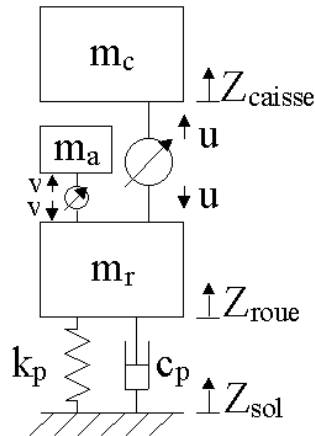 m_c
Z_caisse
u
m_a
v
v
u
m_r
Z_roue
k_p
c_p
Z_sol